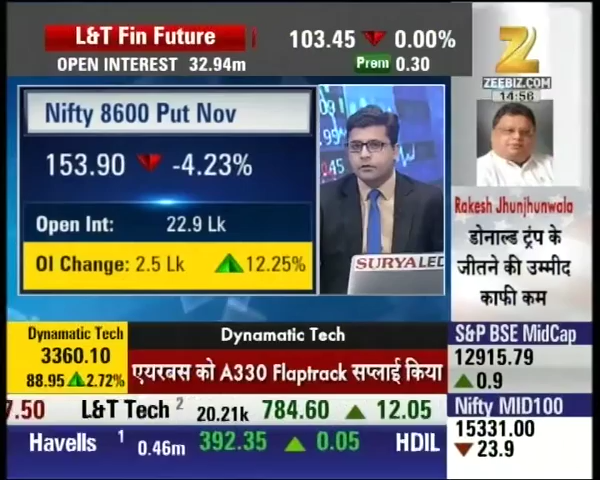 L&T Fin Future
103.45 0.00%
OPEN INTEREST 32.94m
Prem 0.30
Z
ZEEBIZ.COM
14:56
Nifty 8600 Put Nov
153.90 -4.23%
Open Int: 22.9 Lk
OI Change: 2.5 Lk 12.25%
SURYA LED
Rakesh Jhunjhunwala
डोनाल्ड ट्रंप के
जीतने की उम्मीद
काफी कम
Dynamatic Tech
3360.10
88.95 2.72%
Dynamatic Tech
एयरबस को A330 Flaptrack सप्लाई किया
S&P BSE MidCap
12915.79
0.9
Nifty MID100
15331.00
23.9
7.50 L&T Tech 2 20.21k 784.60 12.05
Havells 1 0.46m 392.35 0.05 HDIL